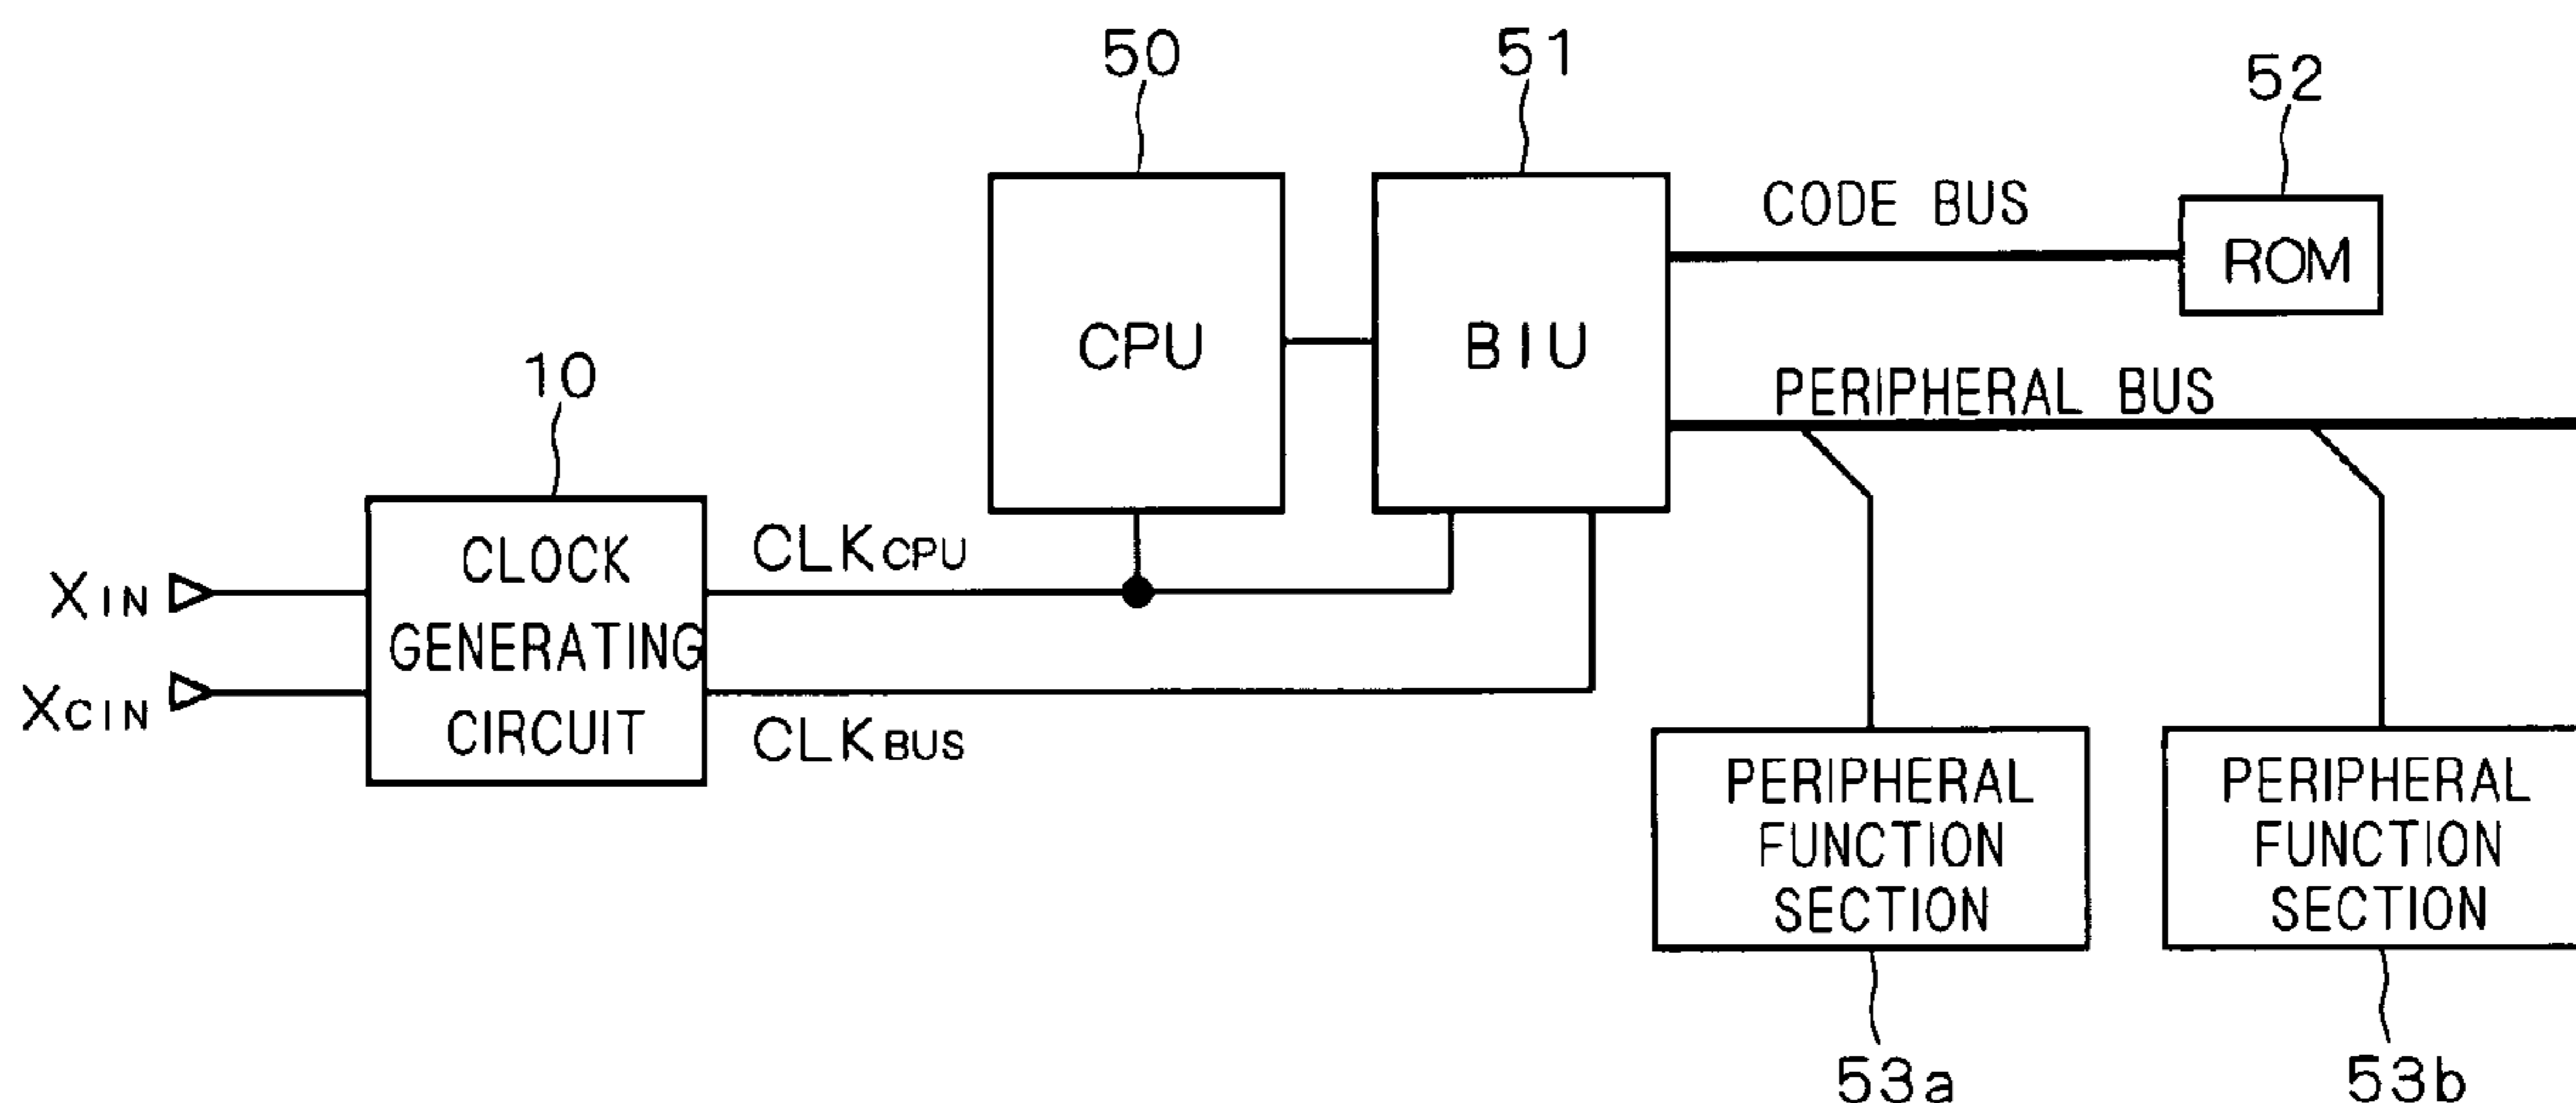 50
51
52
CODE BUS
ROM
CPU
BIU
PERIPHERAL BUS
10
CLOCK
GENERATING
CIRCUIT
XIN
XCIN
CLKCPU
CLKBUS
PERIPHERAL
FUNCTION
SECTION
PERIPHERAL
FUNCTION
SECTION
53a
53b